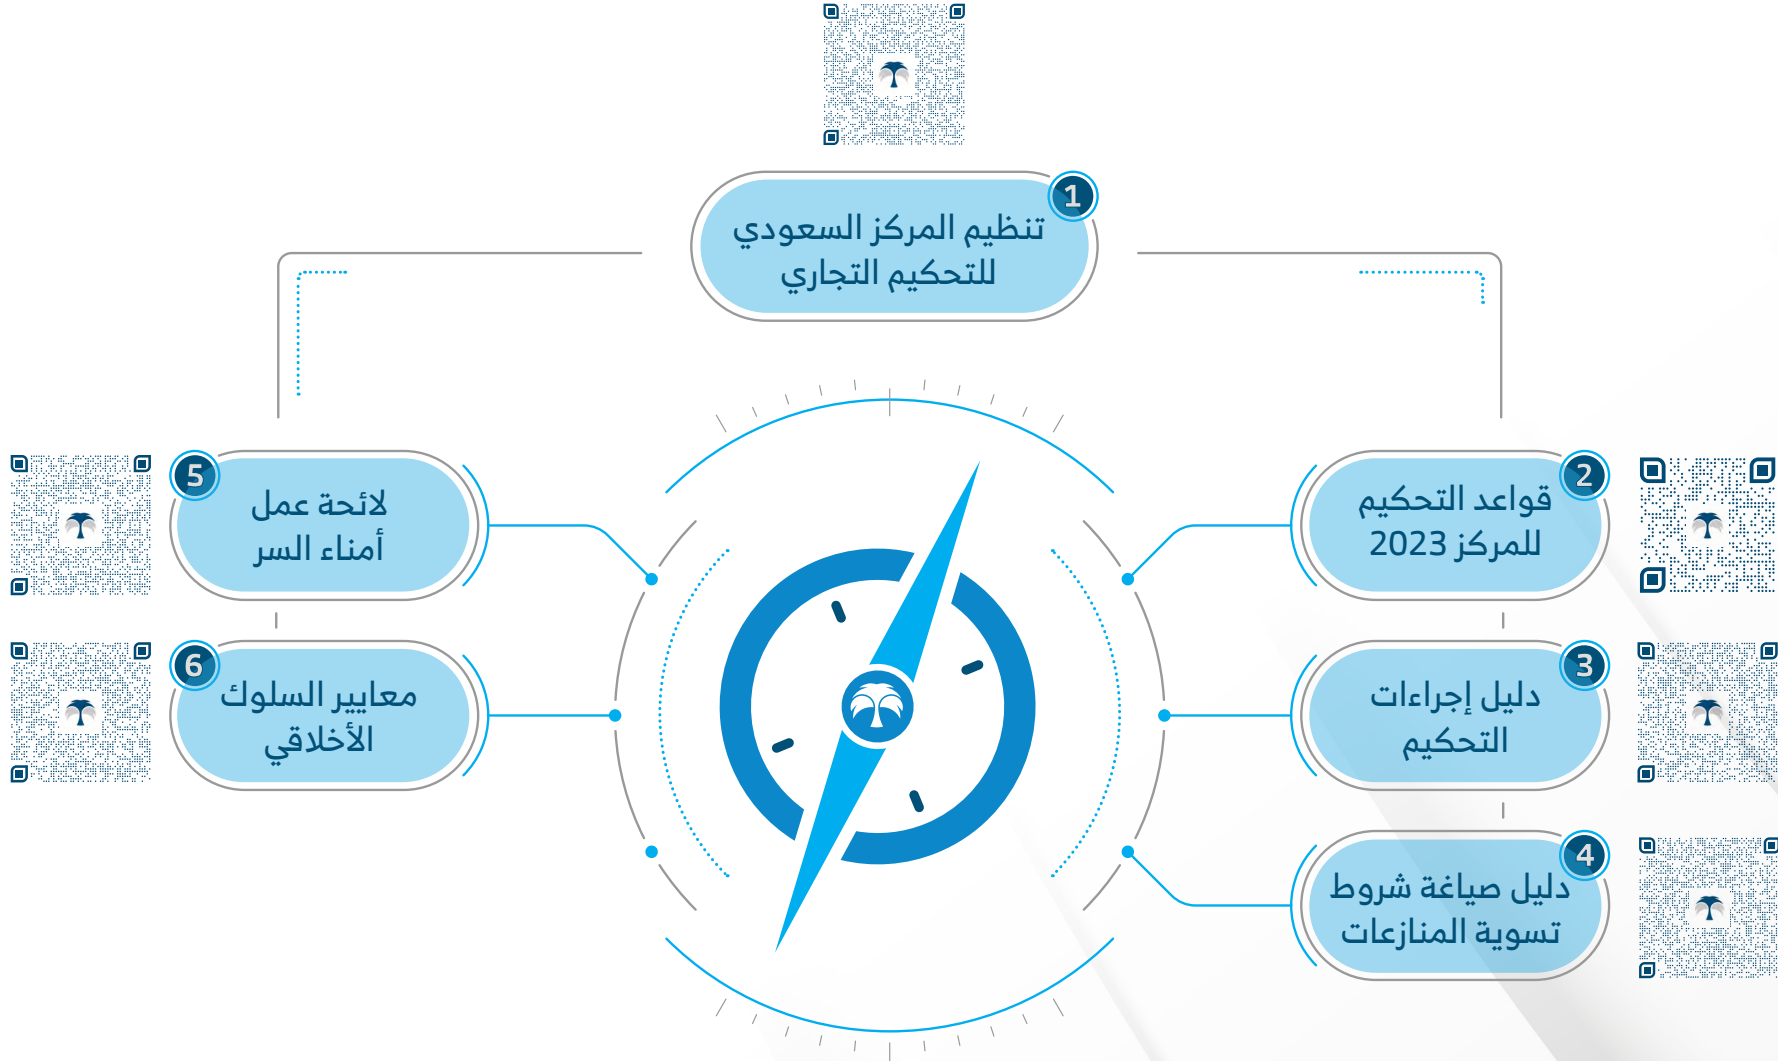 1
تنظيم المركز السعودي
للتحكيم التجاري
2
قواعد التحكيم
للمركز 2023
3
دليل إجراءات
التحكيم
4
دليل صياغة شروط
تسوية المنازعات
5
لائحة عمل
أمناء السر
6
معايير السلوك
الأخلاقي